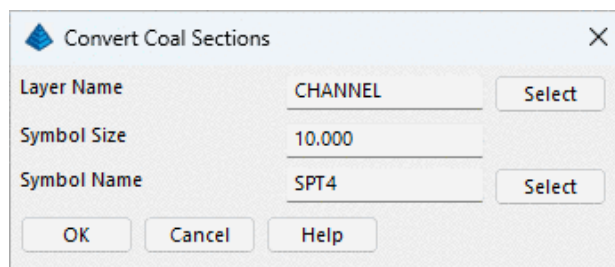 Convert Coal Sections
Layer Name CHANNEL Select
Symbol Size 10.000
Symbol Name SPT4 Select
OK Cancel Help